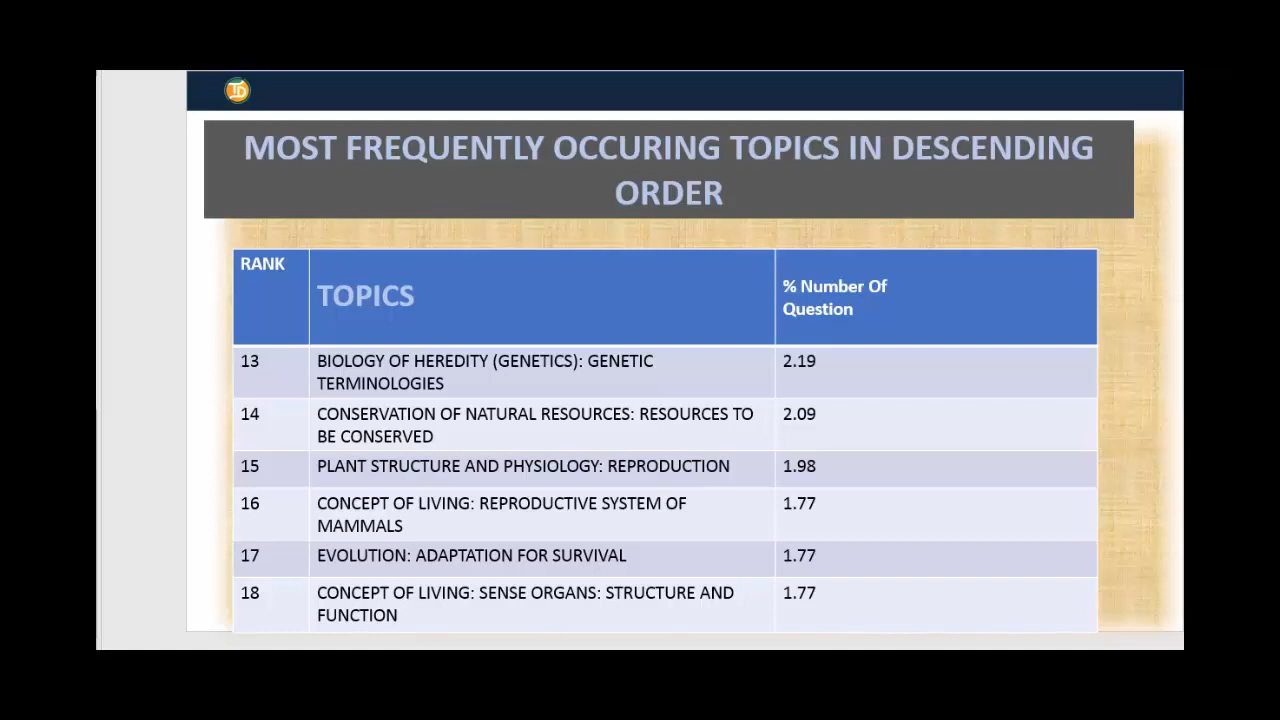 TD
MOST FREQUENTLY OCCURING TOPICS IN DESCENDING
ORDER
RANK
TOPICS
% Number Of
Question
13
BIOLOGY OF HEREDITY (GENETICS): GENETIC
TERMINOLOGIES
2.19
14
CONSERVATION OF NATURAL RESOURCES: RESOURCES TO
BE CONSERVED
2.09
15
PLANT STRUCTURE AND PHYSIOLOGY: REPRODUCTION
1.98
16
CONCEPT OF LIVING: REPRODUCTIVE SYSTEM OF
MAMMALS
1.77
17
EVOLUTION: ADAPTATION FOR SURVIVAL
1.77
18
CONCEPT OF LIVING: SENSE ORGANS: STRUCTURE AND
FUNCTION
1.77